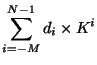 \sum_{i=-M}^{N-1} d_i \times K^i